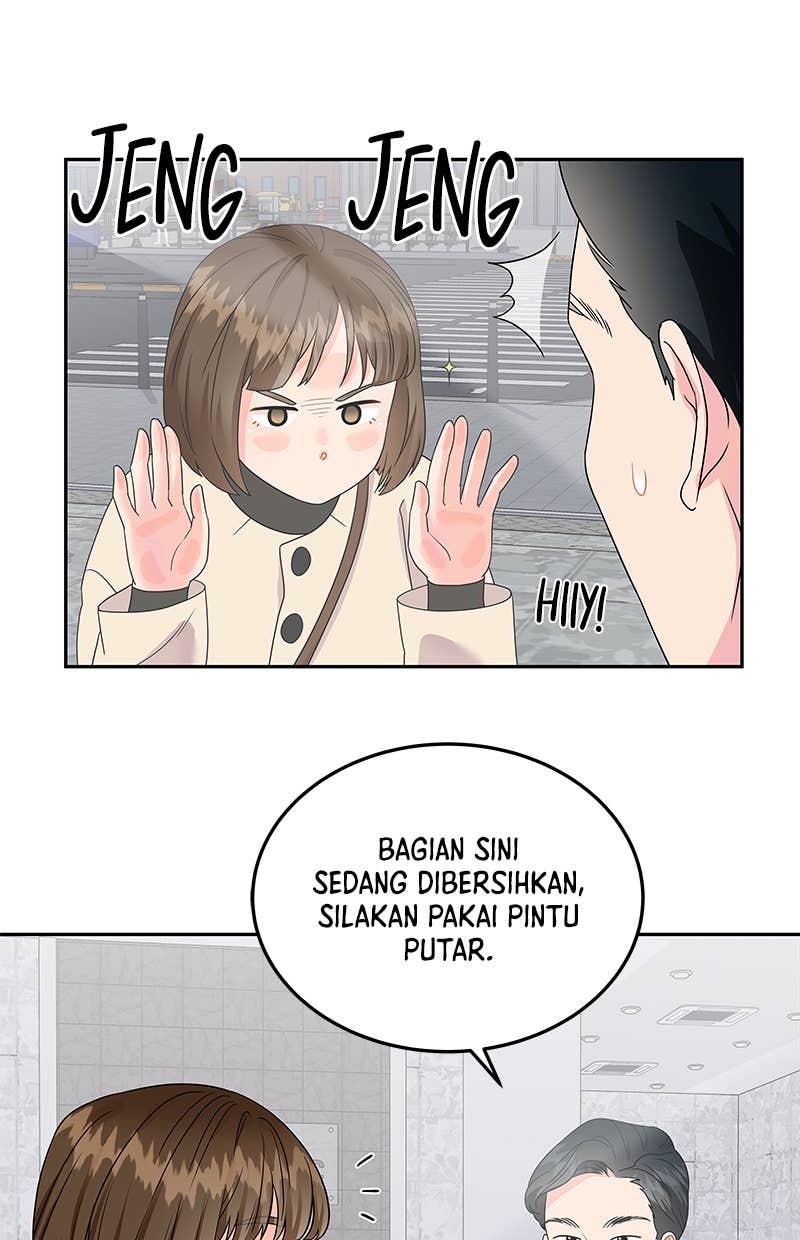 JENG JENG
HIIY!
BAGIAN SINI
SEDANG DIBERSIHKAN,
SILAKAN PAKAI PINTU
PUTAR.